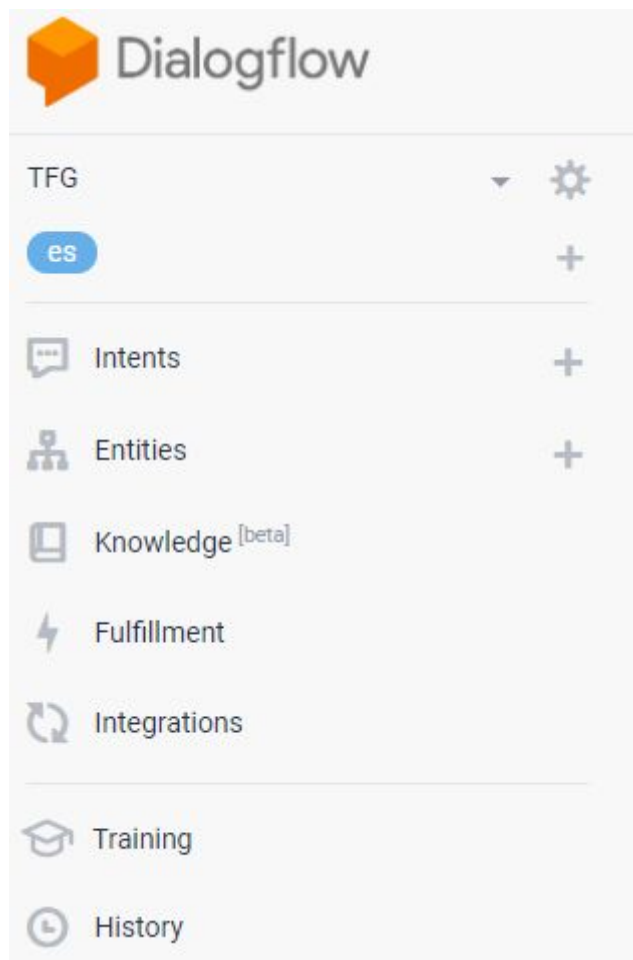 Dialogflow
TFG
es
Intents
Entities
Knowledge [beta]
Fulfillment
Integrations
Training
History